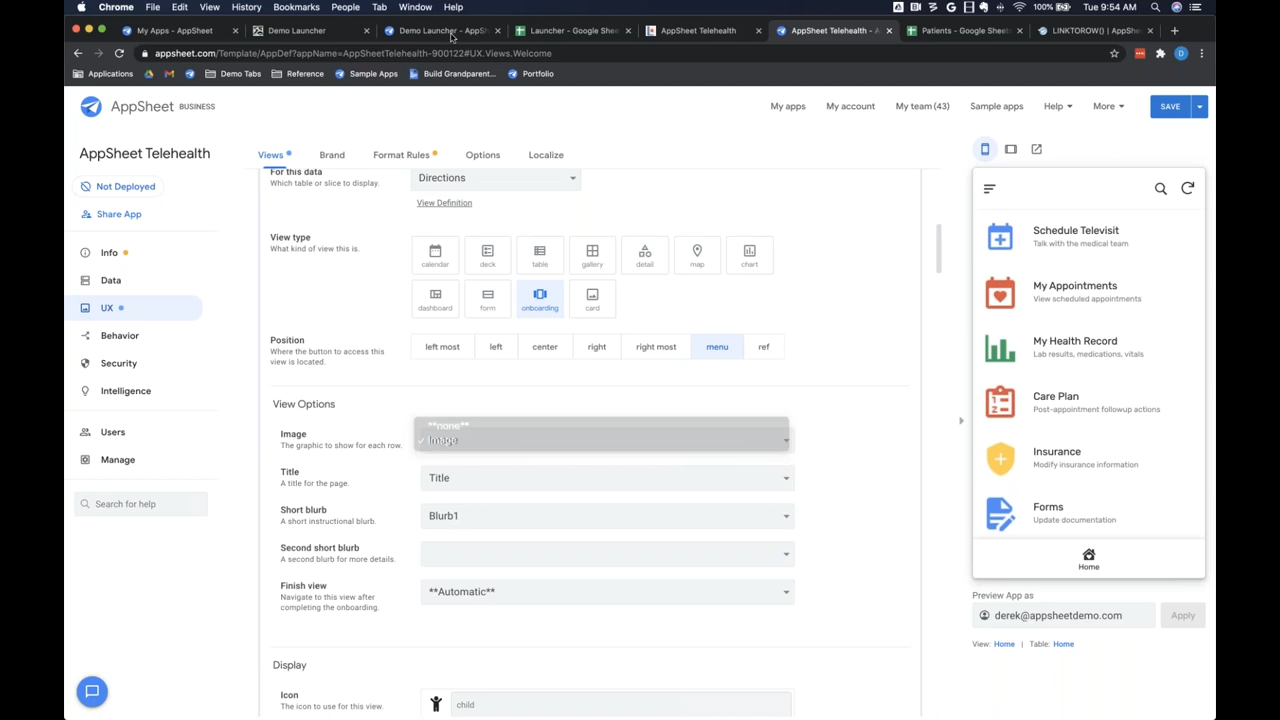 Chrome File Edit View History Bookmarks People Tab Window Help 100% Tue 9:54 AM
My Apps - AppSheet Demo Launcher Demo Launcher - AppSh Launcher - Google Shee AppSheet Telehealth AppSheet Telehealth - A Patients - Google Sheets LINKTOROW() | AppShe
appsheet.com/Template/AppDef?appName=AppSheetTelehealth-900122#UX.Views.Welcome
Applications Demo Tabs Reference Sample Apps Build Grandparent... Portfolio
AppSheet BUSINESS
My apps My account My team (43) Sample apps Help More SAVE
AppSheet Telehealth
Not Deployed
Share App
Info
Data
UX
Behavior
Security
Intelligence
Users
Manage
Search for help
Views Brand Format Rules Options Localize
For this data
Which table or slice to display.
Directions
View Definition
View type
What kind of view this is.
calendar deck table gallery detail map chart
dashboard form onboarding card
Position
Where the button to access this
view is located.
left most left center right right most menu ref
View Options
Image
The graphic to show for each row.
**none**
✓ Image
Title
A title for the page.
Title
Short blurb
A short instructional blurb.
Blurb1
Second short blurb
A second blurb for more details.
Finish view
Navigate to this view after
completing the onboarding.
**Automatic**
Display
Icon
The icon to use for this view.
child
Schedule Televisit
Talk with the medical team
My Appointments
View scheduled appointments
My Health Record
Lab results, medications, vitals
Care Plan
Post-appointment followup actions
Insurance
Modify insurance information
Forms
Update documentation
Home
Preview App as
derek@appsheetdemo.com Apply
View: Home | Table: Home